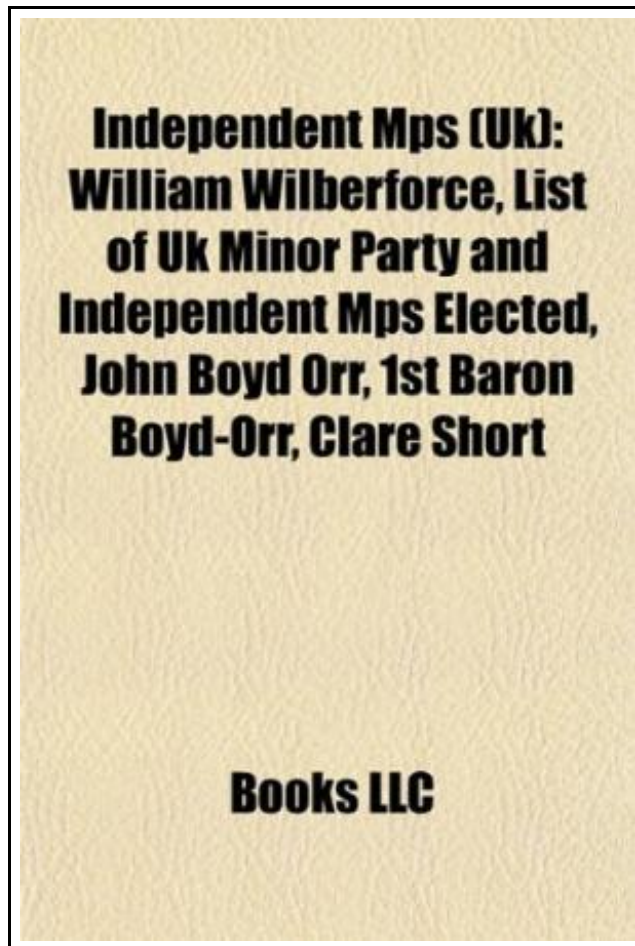 Independent Mps (Uk):
William Wilberforce, List
of Uk Minor Party and
Independent Mps Elected,
John Boyd Orr, 1st Baron
Boyd-Orr, Clare Short
Books LLC